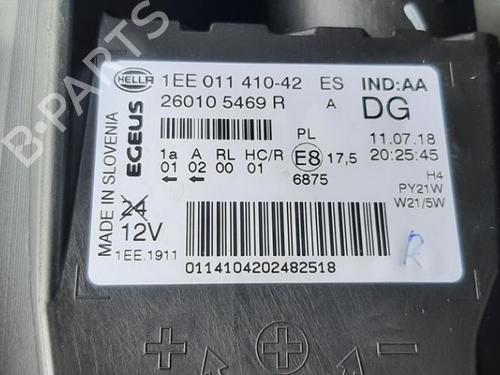 B-PARTS
HELLA
1EE 011 410-42 ES IND:AA
26010 5469 R A DG
MADE IN SLOVENIA
EGEUS
PL 11.07.18
1a A RL HC/R E8 17,5 20:25:45
01 02 00 01 6875 H4
PY21W
W21/5W
24
12V
1EE.1911
0114104202482518
R